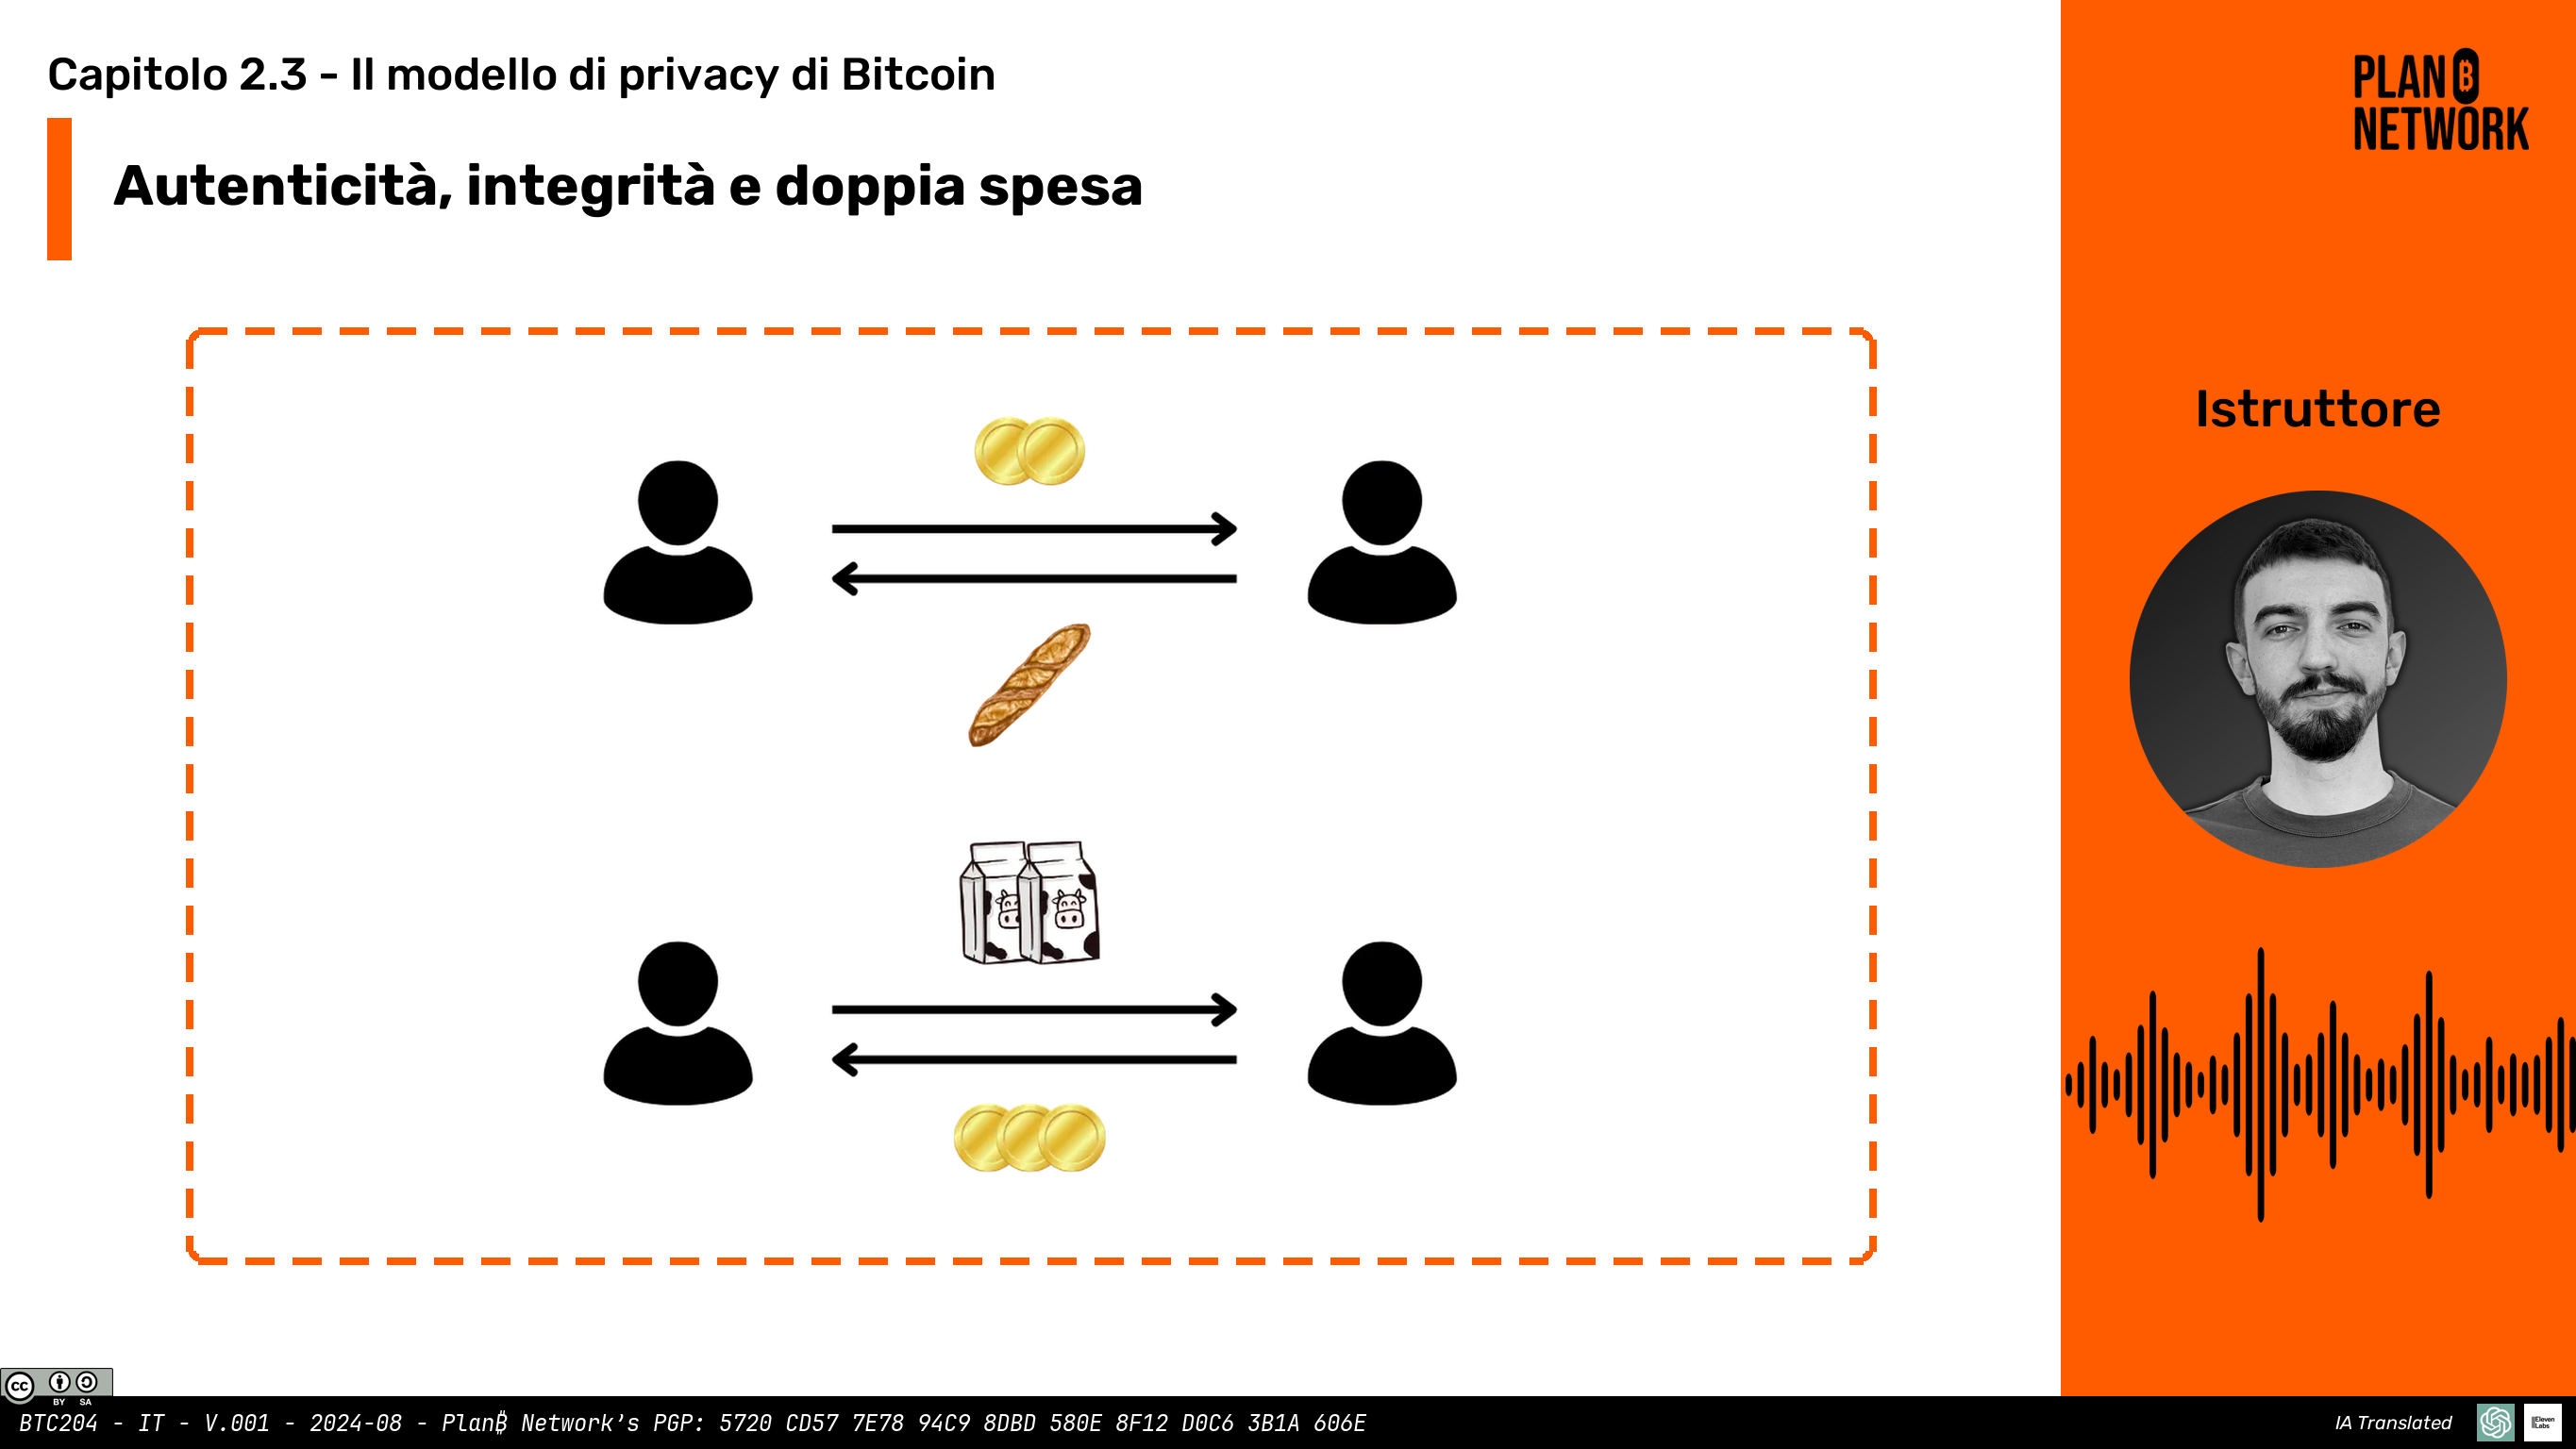 Capitolo 2.3 - Il modello di privacy di Bitcoin
Autenticità, integrità e doppia spesa
PLAN ₿
NETWORK
Istruttore
CC BY SA
BTC204 - IT - V.001 - 2024-08 - Plan₿ Network's PGP: 5720 CD57 7E78 94C9 8DBD 580E 8F12 D0C6 3B1A 606E
IA Translated
IIElevenLabs